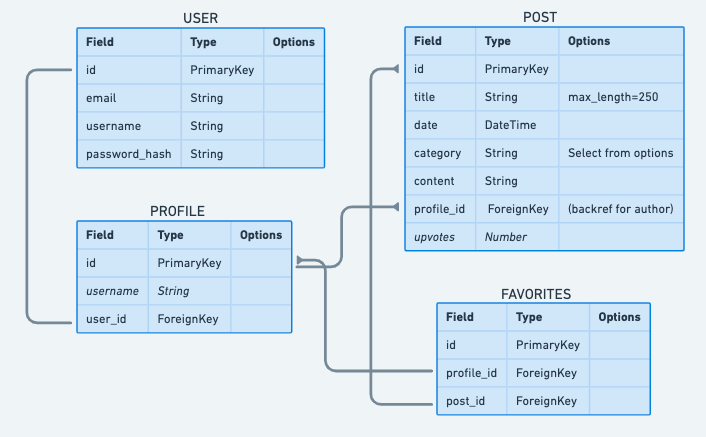 USER
Field Type Options
id PrimaryKey
email String
username String
password_hash String
POST
Field Type Options
id PrimaryKey
title String max_length=250
date DateTime
category String Select from options
content String
profile_id ForeignKey (backref for author)
upvotes Number
PROFILE
Field Type Options
id PrimaryKey
username String
user_id ForeignKey
FAVORITES
Field Type Options
id PrimaryKey
profile_id ForeignKey
post_id ForeignKey